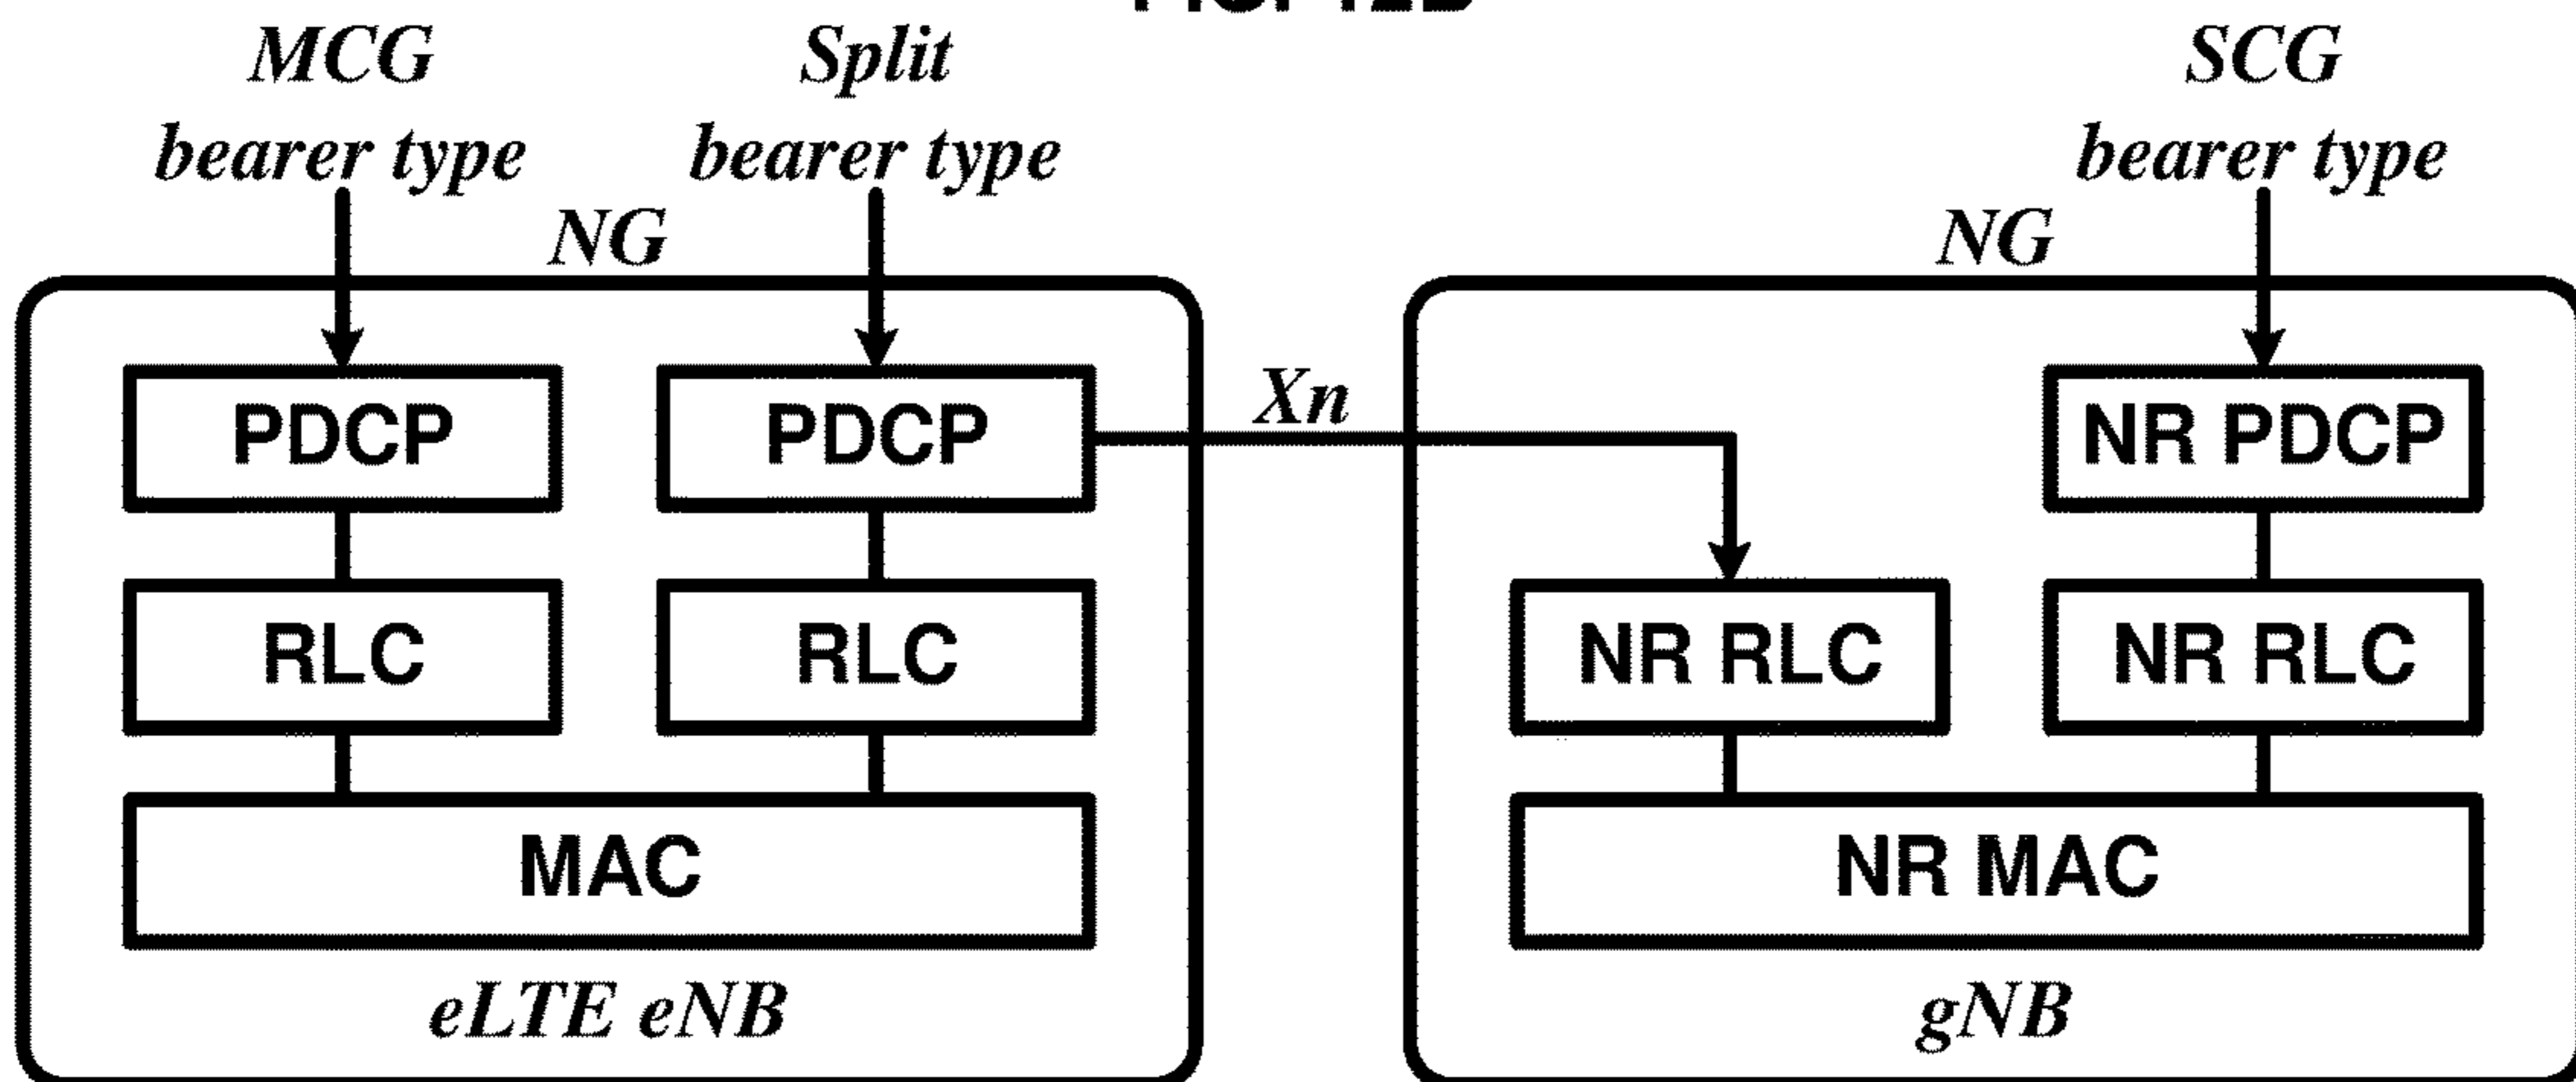 MCG
bearer type
Split
bearer type
SCG
bearer type
NG
NG
Xn
PDCP
PDCP
NR PDCP
RLC
RLC
NR RLC
NR RLC
MAC
NR MAC
eLTE eNB
gNB